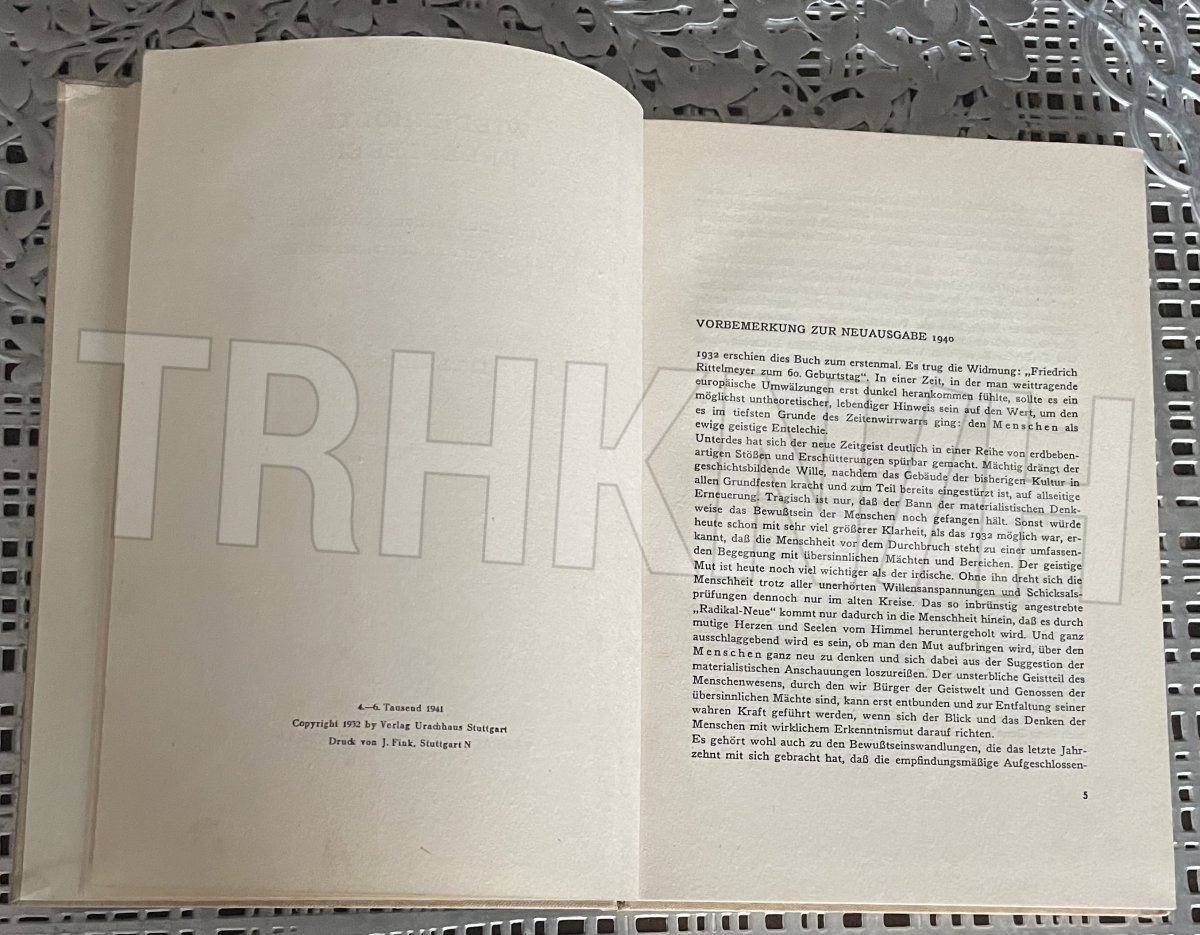 4.—6. Tausend 1941
Copyright 1932 by Verlag Urachhaus Stuttgart
Druck von J. Fink, Stuttgart N
VORBEMERKUNG ZUR NEUAUSGABE 1940
1932 erschien dies Buch zum erstenmal. Es trug die Widmung: „Friedrich
Rittelmeyer zum 60. Geburtstag“. In einer Zeit, in der man weittragende
europäische Umwälzungen erst dunkel herankommen fühlte, sollte es ein
möglichst untheoretischer, lebendiger Hinweis sein auf den Wert, um den
es im tiefsten Grunde des Zeitenwirrwarrs ging: den Menschen als
ewige geistige Entelechie.
Unterdes hat sich der neue Zeitgeist deutlich in einer Reihe von erdbeben-
artigen Stößen und Erschütterungen spürbar gemacht. Mächtig drängt der
geschichtsbildende Wille, nachdem das Gebäude der bisherigen Kultur in
allen Grundfesten kracht und zum Teil bereits eingestürzt ist, auf allseitige
Erneuerung. Tragisch ist nur, daß der Bann der materialistischen Denk-
weise das Bewußtsein der Menschen noch gefangen hält. Sonst würde
heute schon mit sehr viel größerer Klarheit, als das 1932 möglich war, er-
kannt, daß die Menschheit vor dem Durchbruch steht zu einer umfassen-
den Begegnung mit übersinnlichen Mächten und Bereichen. Der geistige
Mut ist heute noch viel wichtiger als der irdische. Ohne ihn dreht sich die
Menschheit trotz aller unerhörten Willensanspannungen und Schicksals-
prüfungen dennoch nur im alten Kreise. Das so inbrünstig angestrebte
„Radikal-Neue“ kommt nur dadurch in die Menschheit hinein, daß es durch
mutige Herzen und Seelen vom Himmel heruntergeholt wird. Und ganz
ausschlaggebend wird es sein, ob man den Mut aufbringen wird, über den
Menschen ganz neu zu denken und sich dabei aus der Suggestion der
materialistischen Anschauungen loszureißen. Der unsterbliche Geistteil des
Menschenwesens, durch den wir Bürger der Geistwelt und Genossen der
übersinnlichen Mächte sind, kann erst entbunden und zur Entfaltung seiner
wahren Kraft geführt werden, wenn sich der Blick und das Denken der
Menschen mit wirklichem Erkenntnismut darauf richten.
Es gehört wohl auch zu den Bewußtseinswandlungen, die das letzte Jahr-
zehnt mit sich gebracht hat, daß die empfindungsmäßige Aufgeschlossen-
5